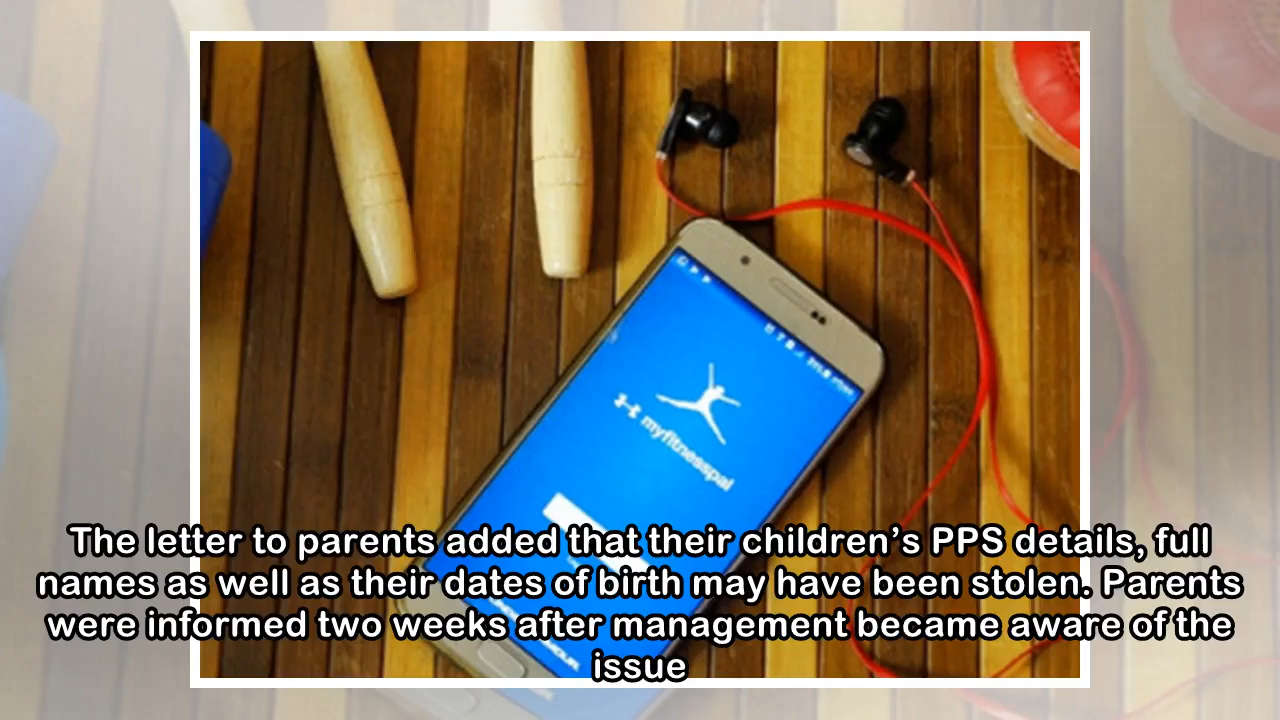 myfitnesspal
The letter to parents added that their children’s PPS details, full
names as well as their dates of birth may have been stolen. Parents
were informed two weeks after management became aware of the
issue